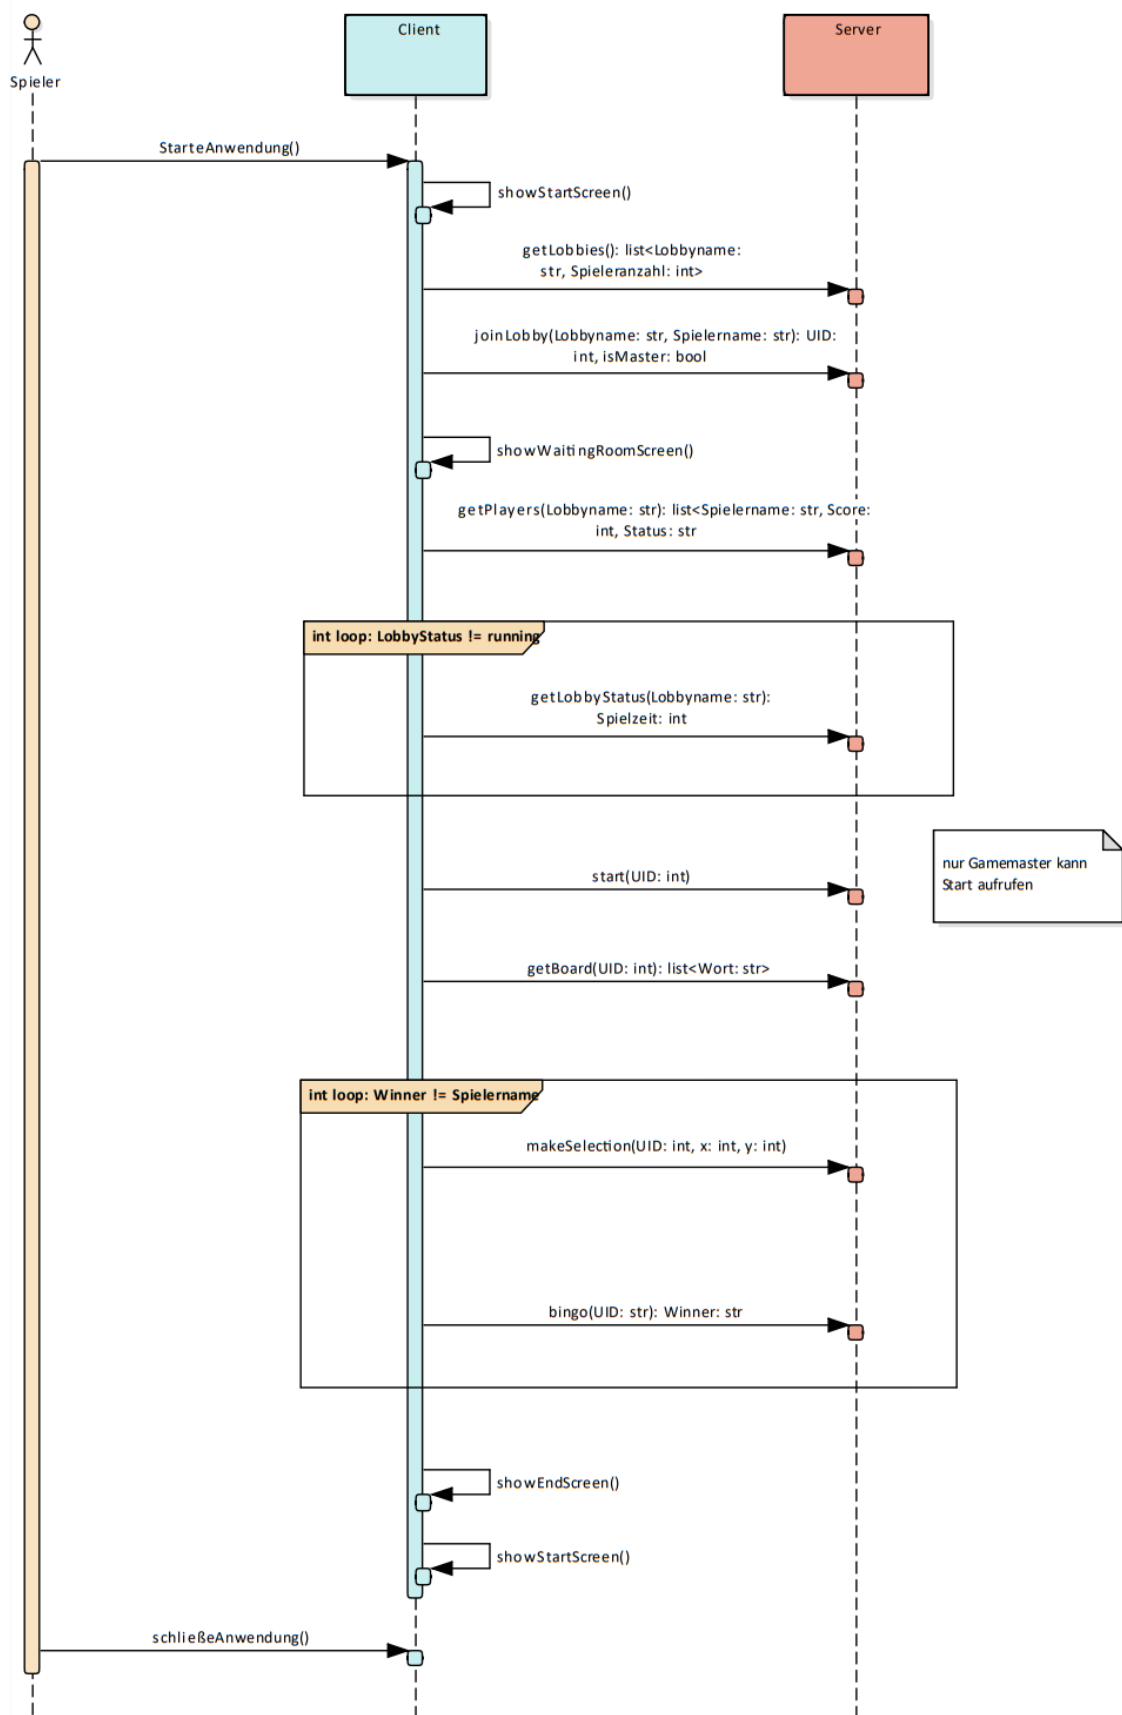 Client
Server
Spieler
StarteAnwendung()
showStartScreen()
getLobbies(): list<Lobbyname:
str, Spieleranzahl: int>
joinLobby(Lobbyname: str, Spielername: str): UID:
int, isMaster: bool
showWaitingRoomScreen()
getPlayers(Lobbyname: str): list<Spielername: str, Score:
int, Status: str
int loop: LobbyStatus != running
getLobbyStatus(Lobbyname: str):
Spielzeit: int
nur Gamemaster kann
Start aufrufen
start(UID: int)
getBoard(UID: int): list<Wort: str>
int loop: Winner != Spielername
makeSelection(UID: int, x: int, y: int)
bingo(UID: str): Winner: str
showEndScreen()
showStartScreen()
schließeAnwendung()